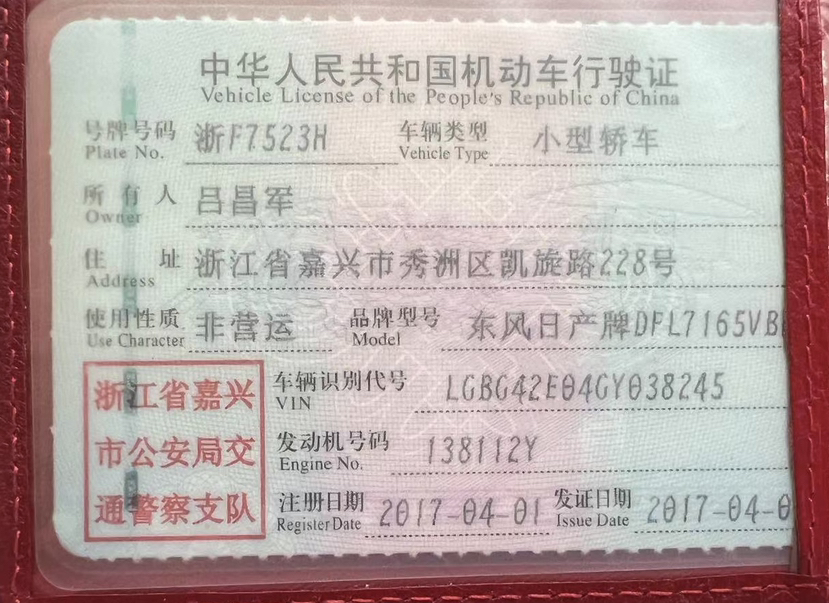 中华人民共和国机动车行驶证
Vehicle License of the People's Republic of China
号牌号码 浙F7523H 车辆类型 小型轿车
Plate No. Vehicle Type
所有人 吕昌军
Owner
住址 浙江省嘉兴市秀洲区凯旋路228号
Address
使用性质 非营运 品牌型号 东风日产牌DFL7165VB
Use Character Model
浙江省嘉兴
市公安局交
通警察支队
车辆识别代号 LGBG42E04GY038245
VIN
发动机号码 138112Y
Engine No.
注册日期 2017-04-01 发证日期 2017-04-0
Register Date Issue Date